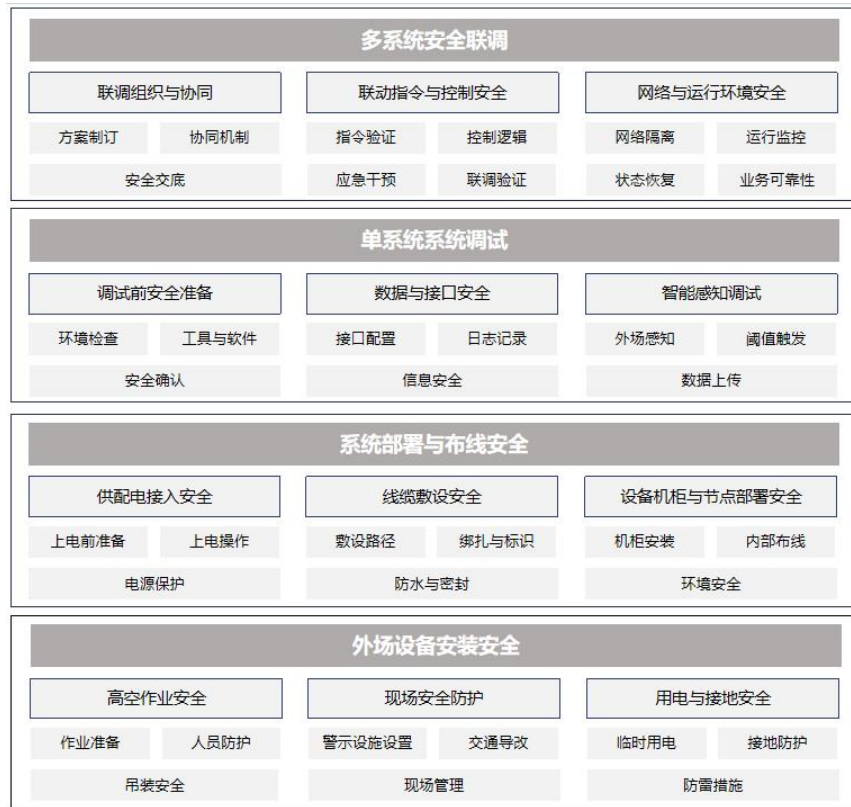 多系统安全联调
联调组织与协同 联动指令与控制安全 网络与运行环境安全
方案制订 协同机制 指令验证 控制逻辑 网络隔离 运行监控
安全交底 应急干预 联调验证 状态恢复 业务可靠性
单系统系统调试
调试前安全准备 数据与接口安全 智能感知调试
环境检查 工具与软件 接口配置 日志记录 外场感知 阈值触发
安全确认 信息安全 数据上传
系统部署与布线安全
供配电接入安全 线缆敷设安全 设备机柜与节点部署安全
上电前准备 上电操作 敷设路径 绑扎与标识 机柜安装 内部布线
电源保护 防水与密封 环境安全
外场设备安装安全
高空作业安全 现场安全防护 用电与接地安全
作业准备 人员防护 警示设施设置 交通导改 临时用电 接地防护
吊装安全 现场管理 防雷措施